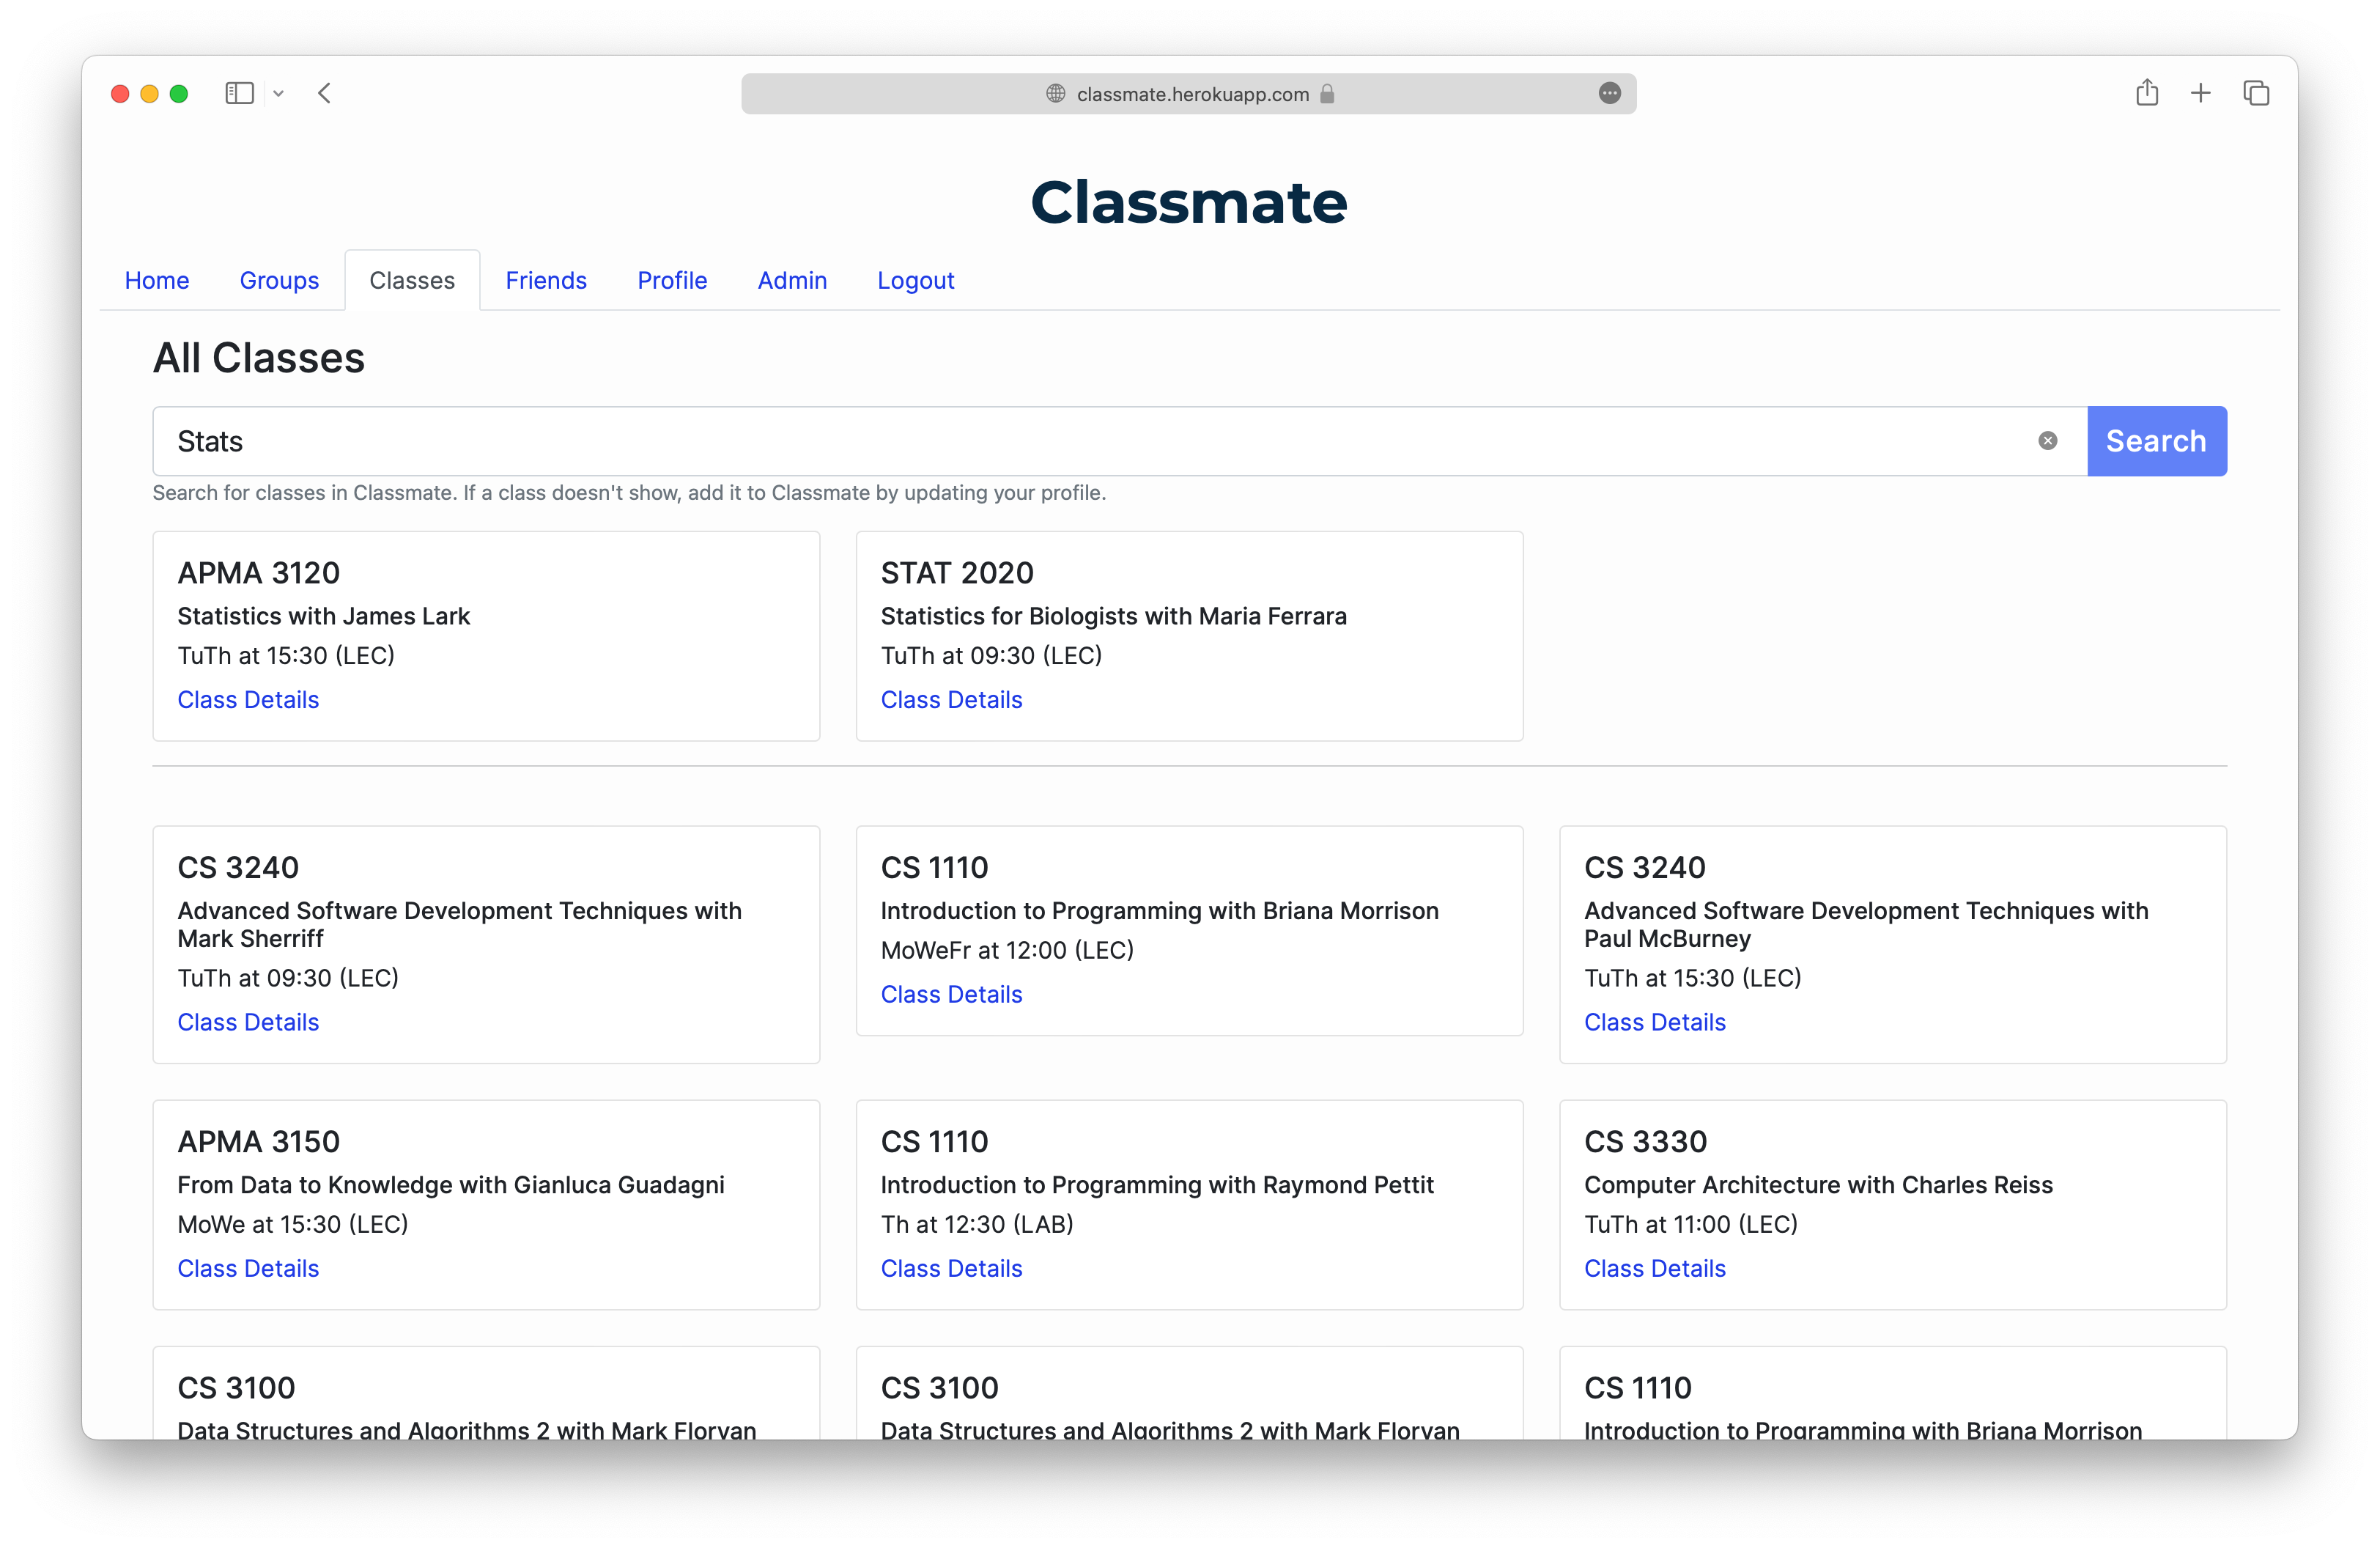 classmate.herokuapp.com
Classmate
Home Groups Classes Friends Profile Admin Logout
All Classes
Stats
Search
Search for classes in Classmate. If a class doesn't show, add it to Classmate by updating your profile.
APMA 3120
Statistics with James Lark
TuTh at 15:30 (LEC)
Class Details
STAT 2020
Statistics for Biologists with Maria Ferrara
TuTh at 09:30 (LEC)
Class Details
CS 3240
Advanced Software Development Techniques with
Mark Sherriff
TuTh at 09:30 (LEC)
Class Details
CS 1110
Introduction to Programming with Briana Morrison
MoWeFr at 12:00 (LEC)
Class Details
CS 3240
Advanced Software Development Techniques with
Paul McBurney
TuTh at 15:30 (LEC)
Class Details
APMA 3150
From Data to Knowledge with Gianluca Guadagni
MoWe at 15:30 (LEC)
Class Details
CS 1110
Introduction to Programming with Raymond Pettit
Th at 12:30 (LAB)
Class Details
CS 3330
Computer Architecture with Charles Reiss
TuTh at 11:00 (LEC)
Class Details
CS 3100
Data Structures and Algorithms 2 with Mark Floryan
CS 3100
Data Structures and Algorithms 2 with Mark Floryan
CS 1110
Introduction to Programming with Briana Morrison